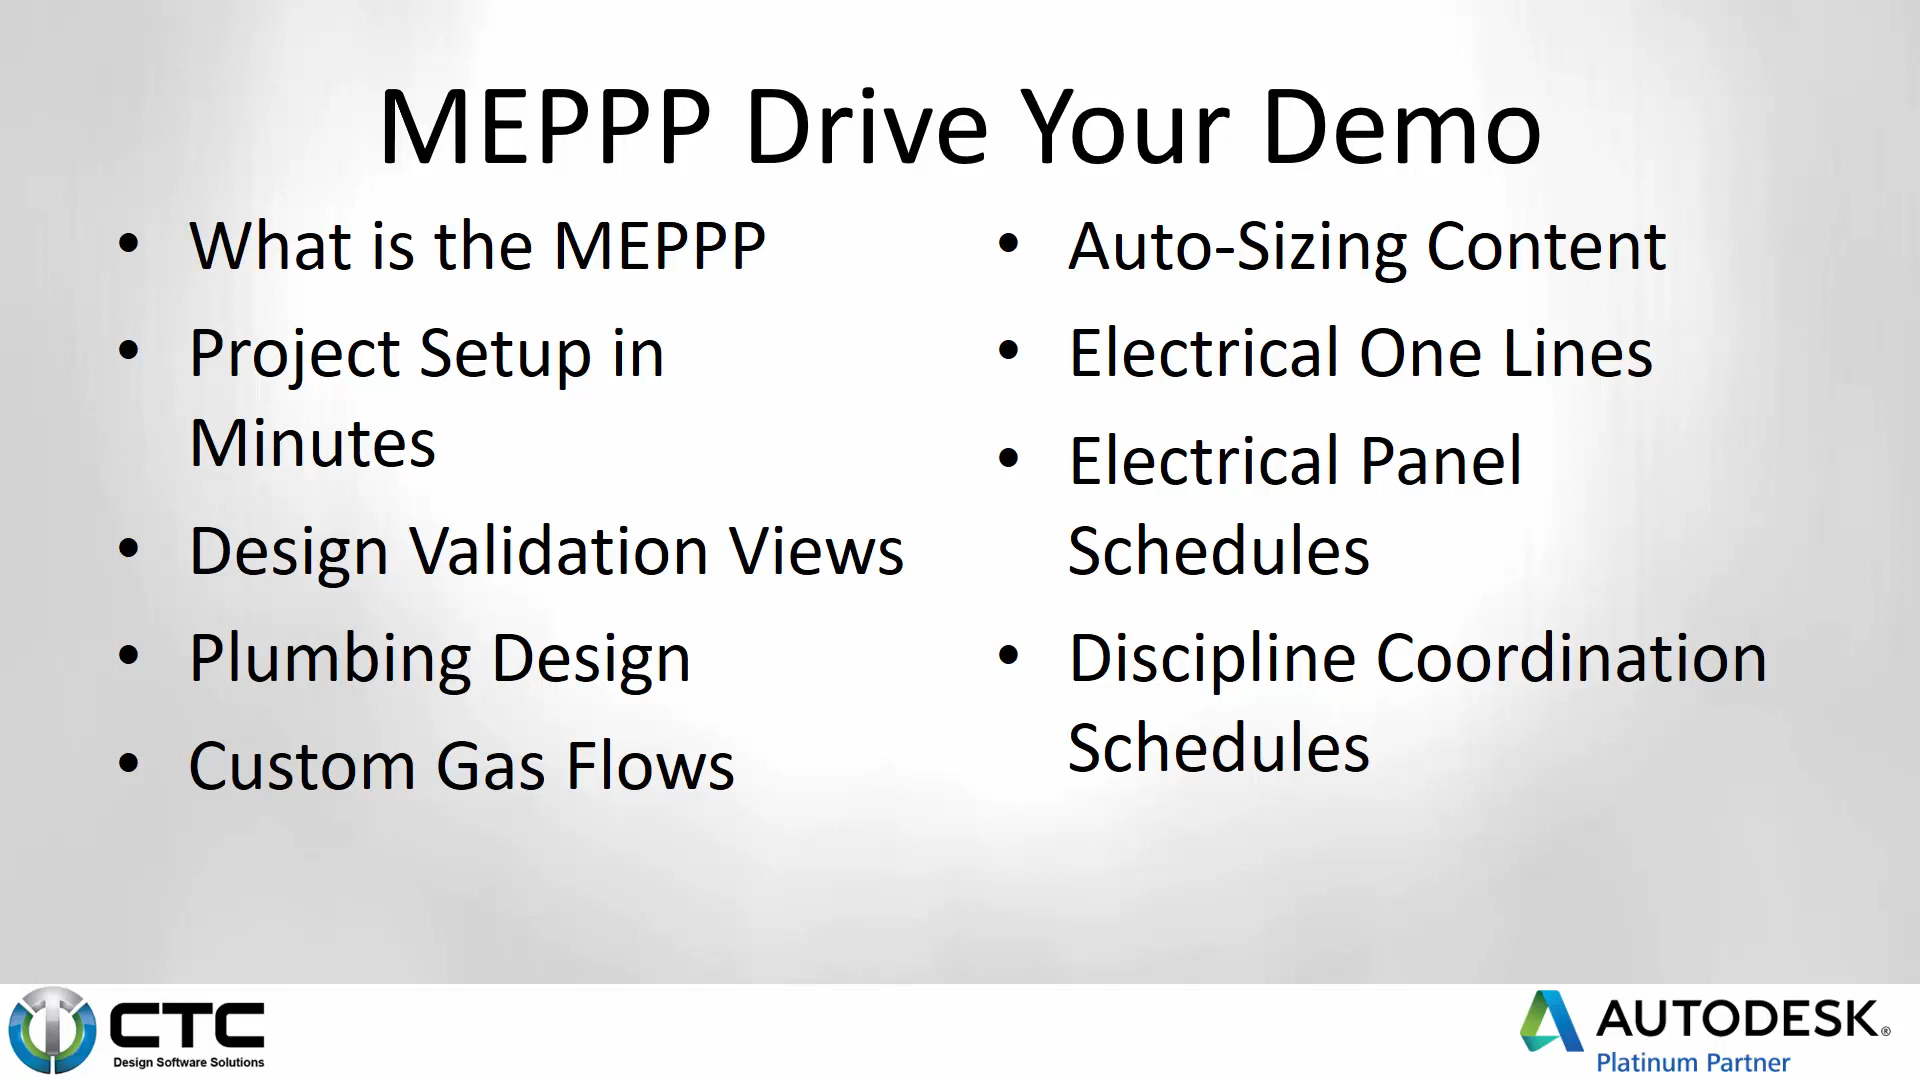 MEPPP Drive Your Demo
• What is the MEPPP
• Project Setup in
Minutes
• Design Validation Views
• Plumbing Design
• Custom Gas Flows
• Auto-Sizing Content
• Electrical One Lines
• Electrical Panel
Schedules
• Discipline Coordination
Schedules
CTC
Design Software Solutions
AUTODESK®
Platinum Partner